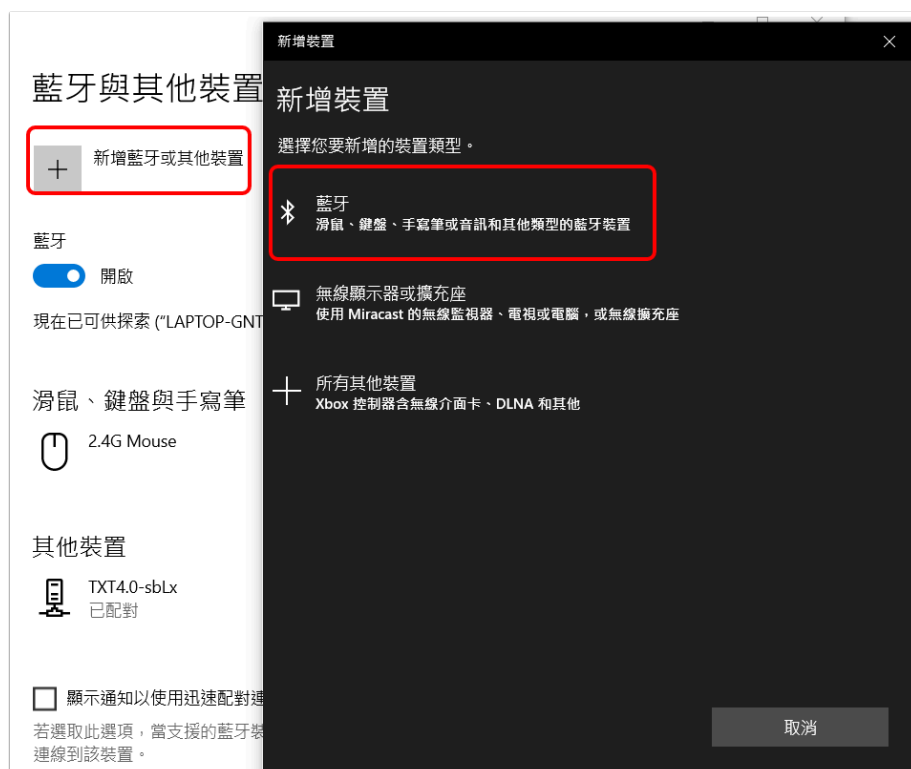 藍牙與其他裝置
新增藍牙或其他裝置
藍牙
開啟
現在已可供探索 ("LAPTOP-GNT
滑鼠、鍵盤與手寫筆
2.4G Mouse
其他裝置
TXT4.0-sbLx
已配對
顯示通知以使用迅速配對連
若選取此選項，當支援的藍牙裝
連線到該裝置。
新增裝置
新增裝置
選擇您要新增的裝置類型。
藍牙
滑鼠、鍵盤、手寫筆或音訊和其他類型的藍牙裝置
無線顯示器或擴充座
使用 Miracast 的無線監視器、電視或電腦，或無線擴充座
所有其他裝置
Xbox 控制器含無線介面卡、DLNA 和其他
取消